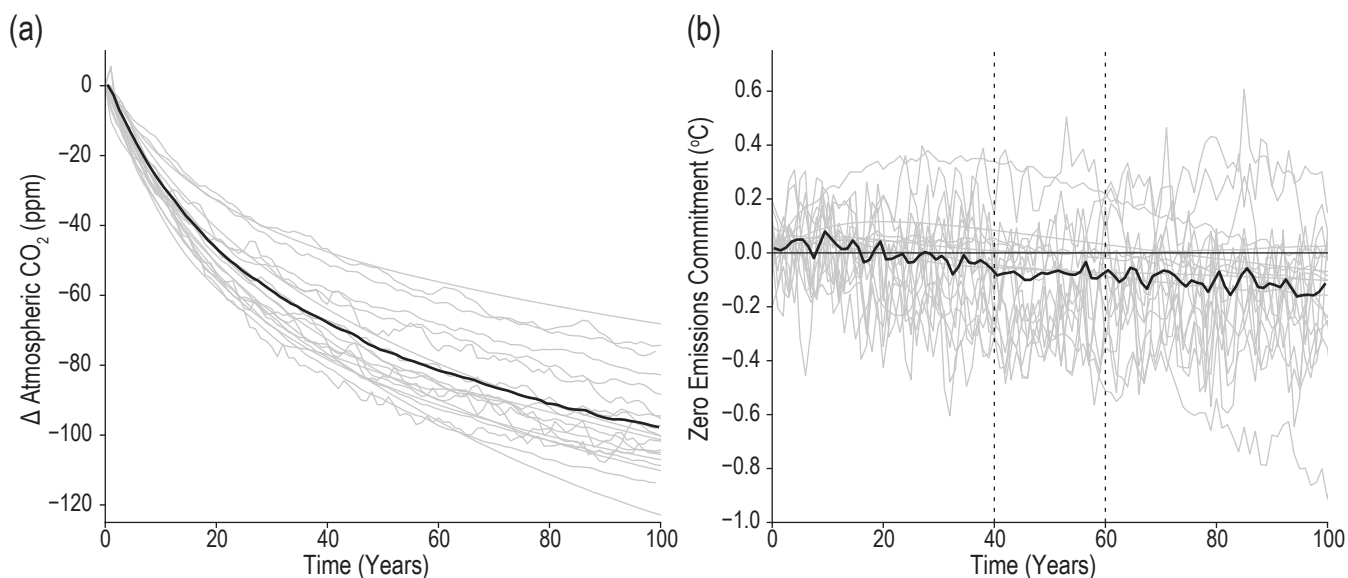 (a)
(b)
0
−20
−40
−60
−80
−100
−120
Δ Atmospheric CO₂ (ppm)
0 20 40 60 80 100
Time (Years)
0.6
0.4
0.2
0.0
−0.2
−0.4
−0.6
−0.8
−1.0
Zero Emissions Commitment (°C)
0 20 40 60 80 100
Time (Years)